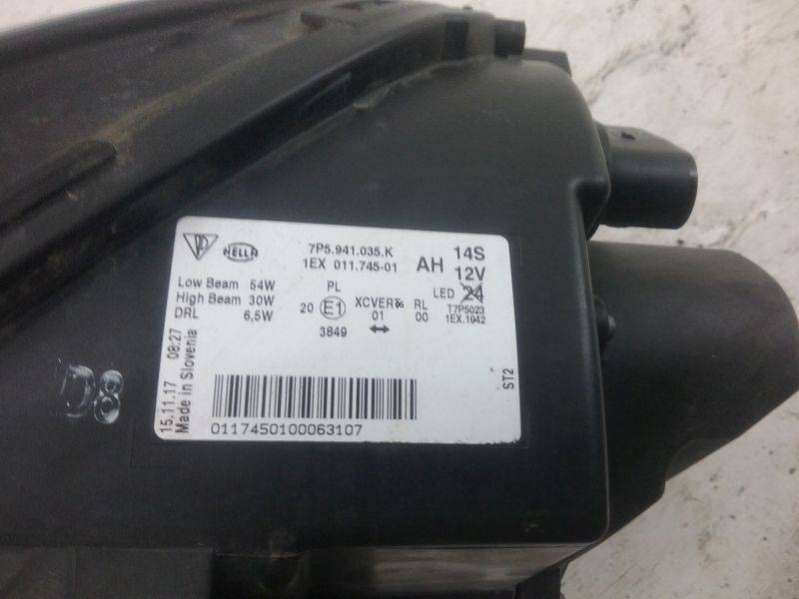 HELLA
7P5.941.035.K
1EX 011.745-01
AH
14S
12V
LED 24
Low Beam 54W
High Beam 30W
DRL 6,5W
PL
20 E1
3849
XCVER&
01
RL
00
T7P5023
1EX.1942
15.11.17 08:27
Made in Slovenia
ST2
0117450100063107
D8